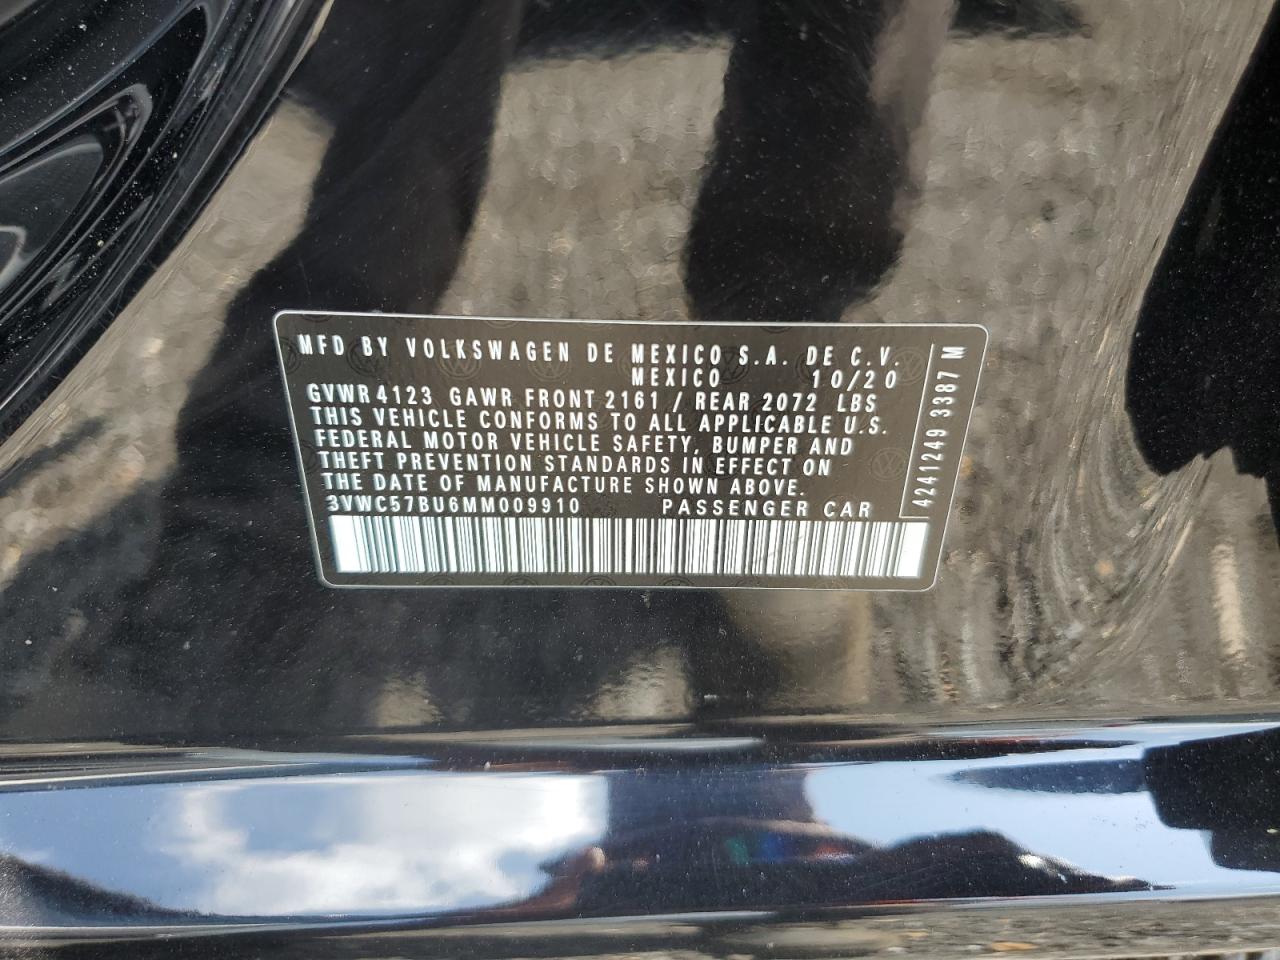 MFD BY VOLKSWAGEN DE MEXICO S.A. DE C.V.
MEXICO 10/20
GVWR 4123 GAWR FRONT 2161 / REAR 2072 LBS
THIS VEHICLE CONFORMS TO ALL APPLICABLE U.S.
FEDERAL MOTOR VEHICLE SAFETY, BUMPER AND
THEFT PREVENTION STANDARDS IN EFFECT ON
THE DATE OF MANUFACTURE SHOWN ABOVE.
3VWC57BU6MM009910 PASSENGER CAR
4241249 3387 M